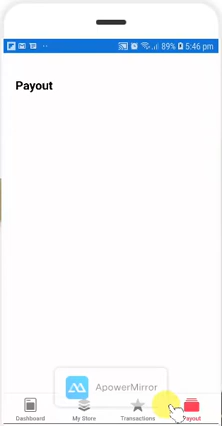 89% 5:46 pm
Payout
ApowerMirror
Dashboard
My Store
Transactions
Payout